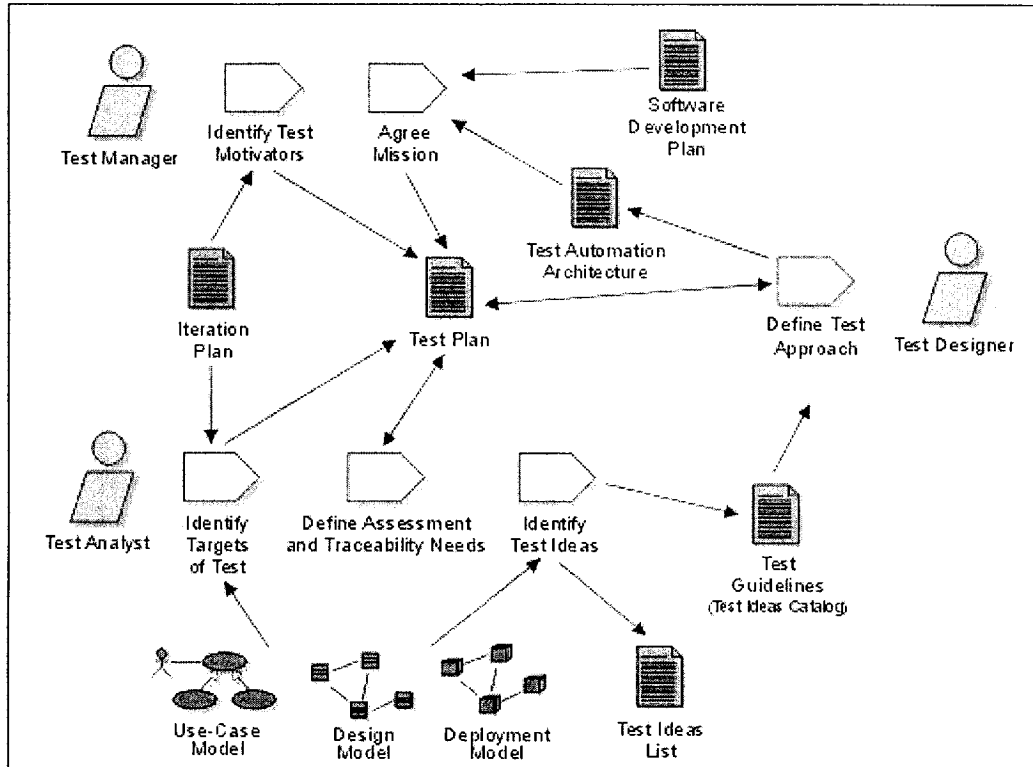 Test Manager
Identify Test
Motivators
Agree
Mission
Software
Development
Plan
Test Automation
Architecture
Iteration
Plan
Test Plan
Define Test
Approach
Test Designer
Test Analyst
Identify
Targets
of Test
Define Assessment
and Traceability Needs
Identify
Test Ideas
Test
Guidelines
(Test Ideas Catalog)
Use-Case
Model
Design
Model
Deployment
Model
Test Ideas
List